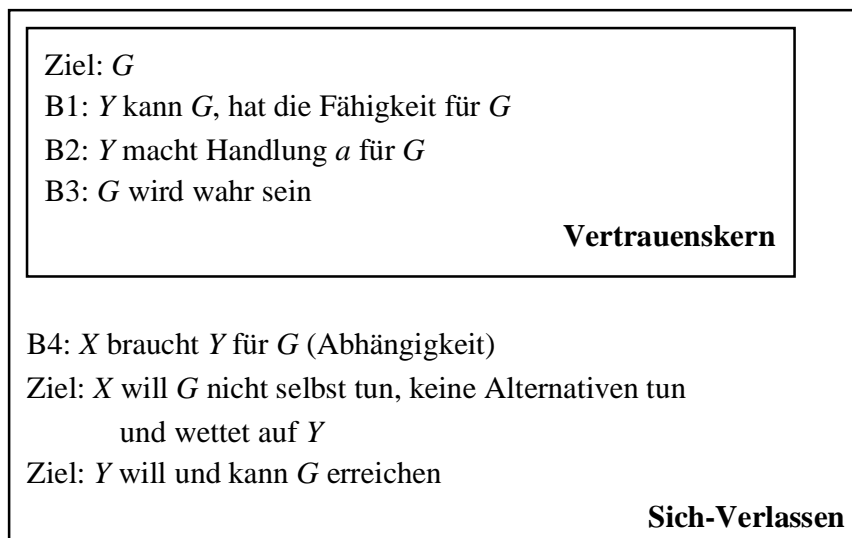 Ziel: G
B1: Y kann G, hat die Fähigkeit für G
B2: Y macht Handlung a für G
B3: G wird wahr sein
Vertrauenskern
B4: X braucht Y für G (Abhängigkeit)
Ziel: X will G nicht selbst tun, keine Alternativen tun
und wettet auf Y
Ziel: Y will und kann G erreichen
Sich-Verlassen